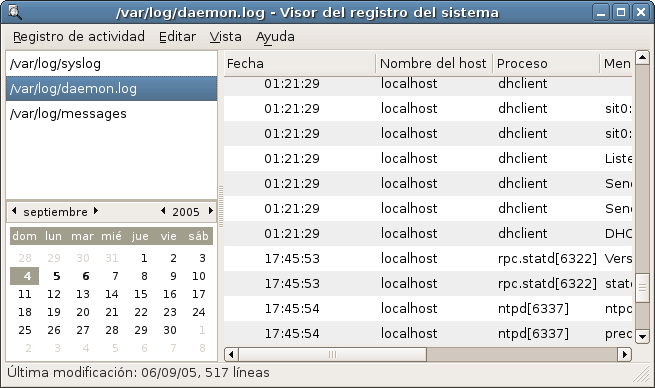 /var/log/daemon.log - Visor del registro del sistema
Registro de actividad Editar Vista Ayuda
/var/log/syslog
/var/log/daemon.log
/var/log/messages
septiembre 2005
dom lun mar mié jue vie sáb
28 29 30 31 1 2 3
4 5 6 7 8 9 10
11 12 13 14 15 16 17
18 19 20 21 22 23 24
25 26 27 28 29 30 1
2 3 4 5 6 7 8
Fecha Nombre del host Proceso Men
01:21:29 localhost dhclient
01:21:29 localhost dhclient sit0:
01:21:29 localhost dhclient sit0:
01:21:29 localhost dhclient Liste
01:21:29 localhost dhclient Send
01:21:29 localhost dhclient Send
01:21:29 localhost dhclient DHC
17:45:53 localhost rpc.statd[6322] Vers
17:45:53 localhost rpc.statd[6322] state
17:45:54 localhost ntpd[6337] ntpd
17:45:54 localhost ntpd[6337] prec
Última modificación: 06/09/05, 517 líneas